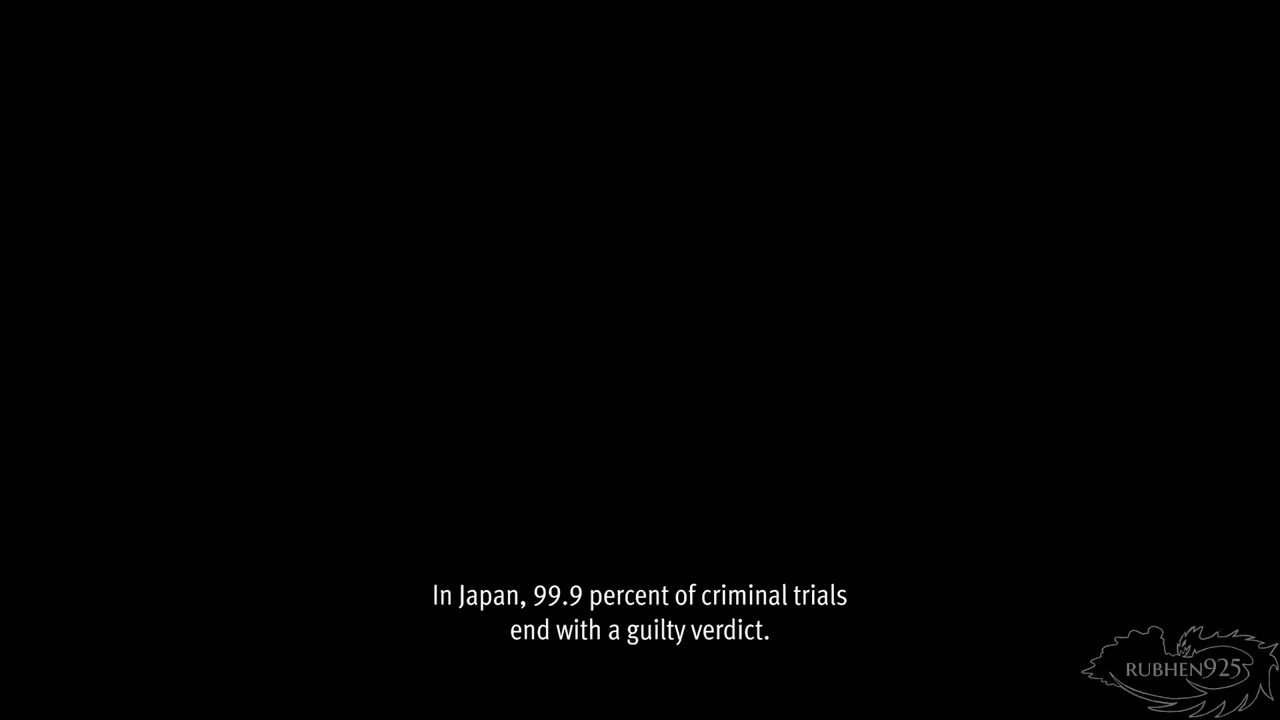 In Japan, 99.9 percent of criminal trials
end with a guilty verdict.
RUBHEN925